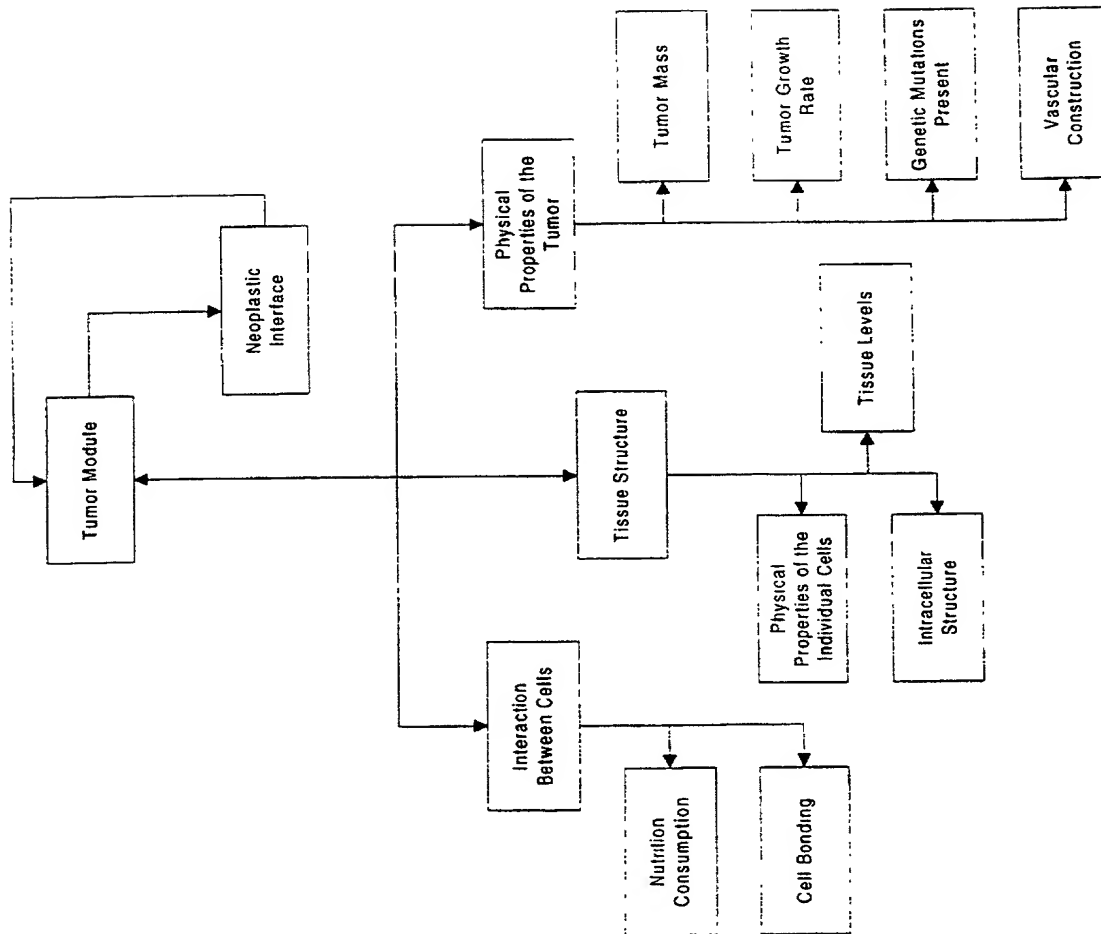 Tumor Module
Neoplastic
Interface
Interaction
Between Cells
Nutrition
Consumption
Cell Bonding
Tissue Structure
Physical
Properties of the
Individual Cells
Intracellular
Structure
Tissue Levels
Physical
Properties of the
Tumor
Tumor Mass
Tumor Growth
Rate
Genetic Mutations
Present
Vascular
Construction